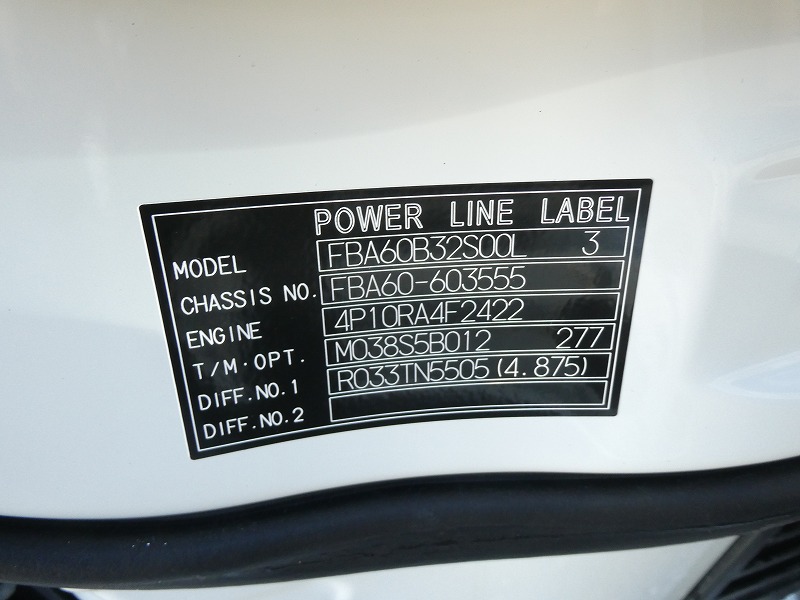 POWER LINE LABEL
MODEL FBA60B32S00L 3
CHASSIS NO. FBA60-603555
ENGINE 4P10RA4F2422
T/M·OPT. M038S5B012 277
DIFF.NO.1 R033TN5505(4.875)
DIFF.NO.2